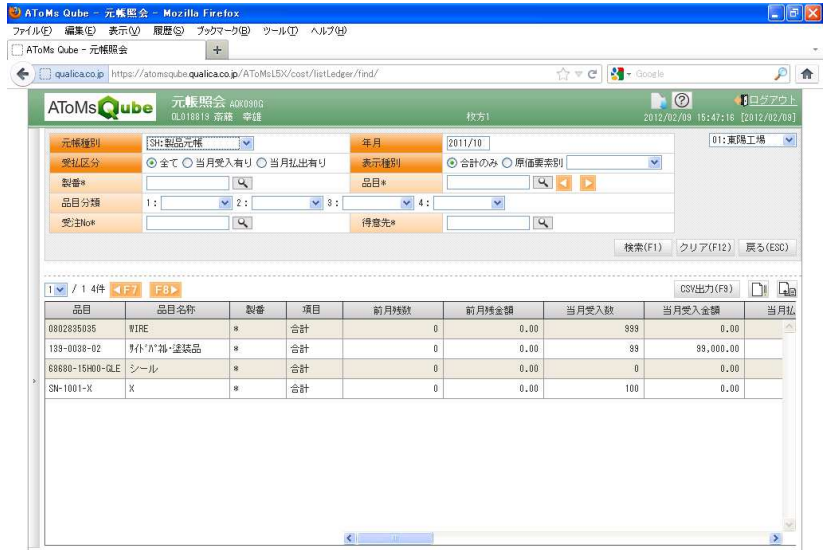 AToMs Qube - 元帳照会 - Mozilla Firefox
ファイル(F) 編集(E) 表示(V) 履歴(S) ブックマーク(B) ツール(T) ヘルプ(H)
AToMs Qube - 元帳照会 +
qualica.co.jp https://atomsqube.qualica.co.jp/AToMsL5X/cost/listLedger/find/ Google
AToMs Qube 元帳照会 AOK090G ? ログアウト
OL018819 斎藤 幸雄 枚方1 2012/02/09 15:47:16 [2012/02/09]
元帳種別 SH:製品元帳 年月 2011/10 01:東陽工場
受払区分 全て 当月受入有り 当月払出有り 表示種別 合計のみ 原価要素別
製番* 品目*
品目分類 1: 2: 3: 4:
受注No* 得意先*
検索(F1) クリア(F12) 戻る(ESC)
1 / 1 4件 F7 F8 CSV出力(F9)
品目 品目名称 製番 項目 前月残数 前月残金額 当月受入数 当月受入金額 当月払
0802835035 WIRE * 合計 0 0.00 999 0.00
139-0038-02 ｻｲﾄﾞﾊﾟﾈﾙ・塗装品 * 合計 0 0.00 99 99,000.00
68680-15H00-GLE シール * 合計 0 0.00 0 0.00
SN-1001-X X * 合計 0 0.00 100 0.00